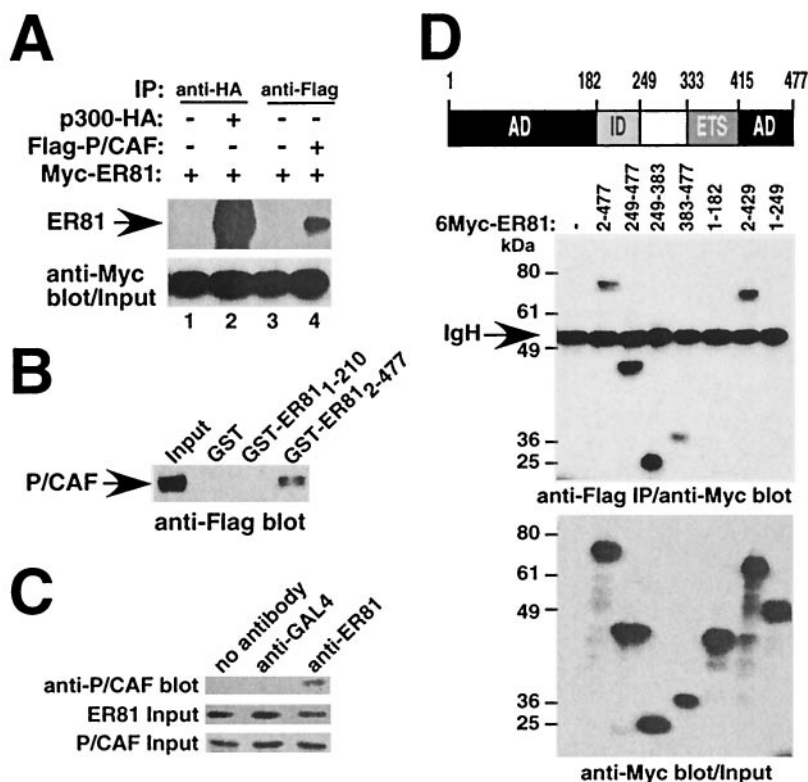 A
IP: anti-HA anti-Flag
p300-HA: - + - -
Flag-P/CAF: - - - +
Myc-ER81: + + + +
ER81
anti-Myc
blot/Input
1 2 3 4
B
Input GST GST-ER81 1-210 GST-ER81 2-477
P/CAF
anti-Flag blot
C
no antibody anti-GAL4 anti-ER81
anti-P/CAF blot
ER81 Input
P/CAF Input
D
1 182 249 333 415 477
AD ID ETS AD
6Myc-ER81: - 2-477 249-477 249-383 383-477 1-182 2-429 1-249
kDa
80
61
IgH
49
36
25
anti-Flag IP/anti-Myc blot
80
61
49
36
25
anti-Myc blot/Input